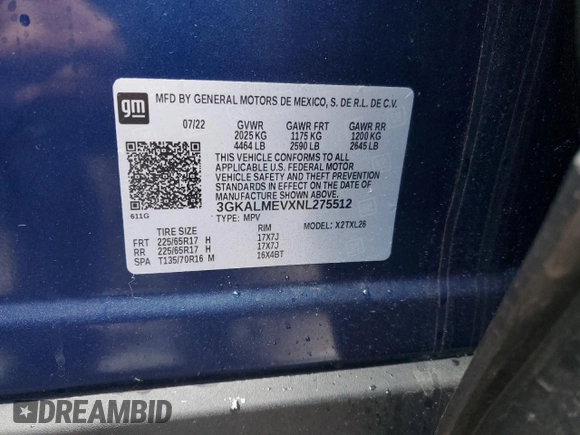 gm
MFD BY GENERAL MOTORS DE MEXICO, S. DE R.L. DE C.V.
07/22 GVWR GAWR FRT GAWR RR
2025 KG 1175 KG 1200 KG
4464 LB 2590 LB 2645 LB
THIS VEHICLE CONFORMS TO ALL
APPLICABLE U.S. FEDERAL MOTOR
VEHICLE SAFETY AND THEFT PREVENTION
STANDARDS IN EFFECT ON THE DATE OF
MANUFACTURE SHOWN ABOVE.
3GKALMEVXNL275512
611G
TYPE: MPV MODEL: X2TXL26
TIRE SIZE RIM
FRT 225/65R17 H 17X7J
RR 225/65R17 H 17X7J
SPA T135/70R16 M 16X4BT
DREAMBID